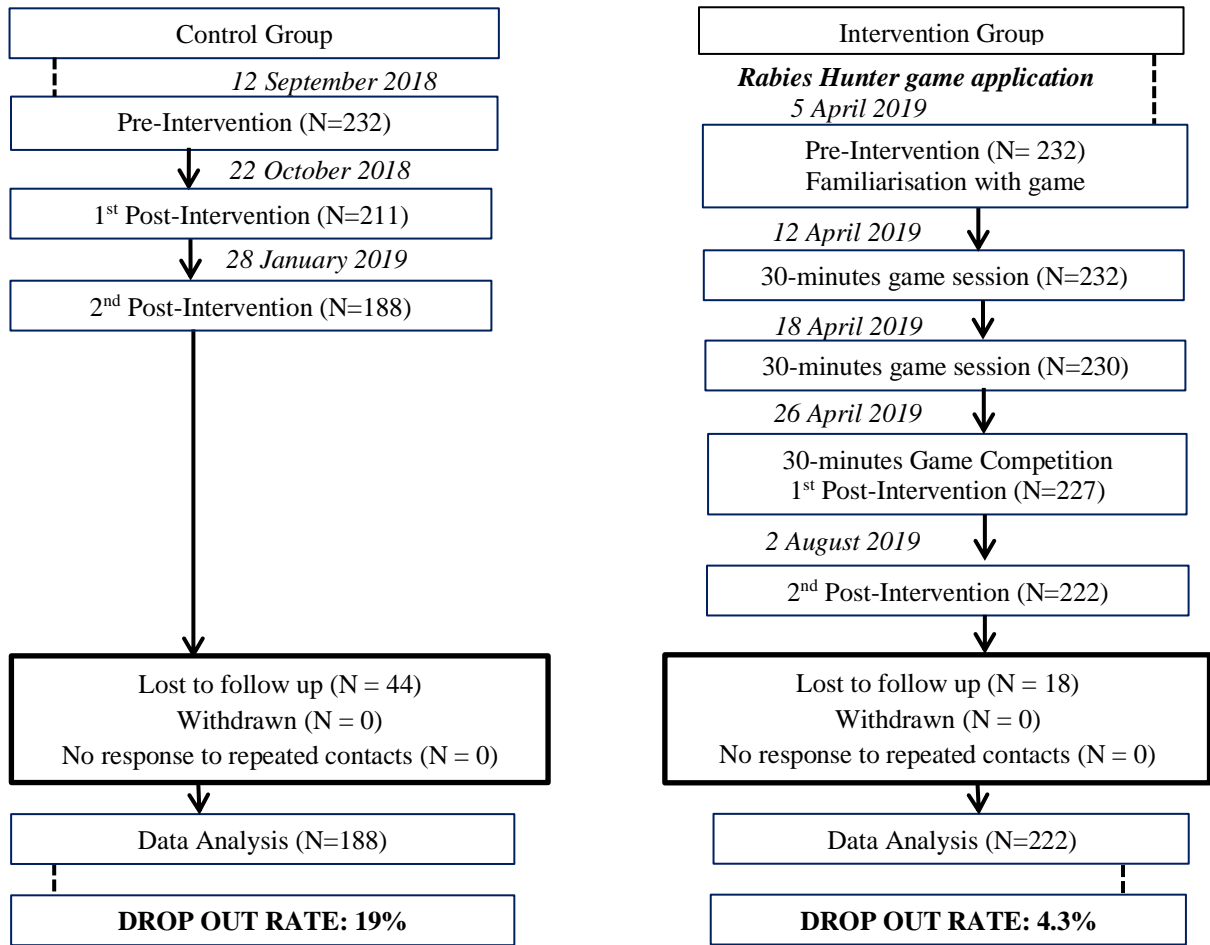 Control Group
12 September 2018
Pre-Intervention (N=232)
22 October 2018
1st Post-Intervention (N=211)
28 January 2019
2nd Post-Intervention (N=188)
Lost to follow up (N = 44)
Withdrawn (N = 0)
No response to repeated contacts (N = 0)
Data Analysis (N=188)
DROP OUT RATE: 19%
Intervention Group
Rabies Hunter game application
5 April 2019
Pre-Intervention (N= 232)
Familiarisation with game
12 April 2019
30-minutes game session (N=232)
18 April 2019
30-minutes game session (N=230)
26 April 2019
30-minutes Game Competition
1st Post-Intervention (N=227)
2 August 2019
2nd Post-Intervention (N=222)
Lost to follow up (N = 18)
Withdrawn (N = 0)
No response to repeated contacts (N = 0)
Data Analysis (N=222)
DROP OUT RATE: 4.3%